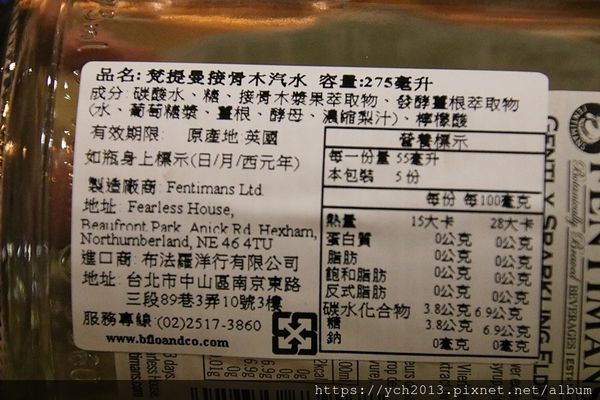 品名:梵提曼接骨木汽水 容量:275毫升
成分:碳酸水、糖、接骨木漿果萃取物、發酵薑根萃取物
(水、葡萄糖漿、薑根、酵母、濃縮梨汁)、檸檬酸
有效期限: 原產地:英國
如瓶身上標示(日/月/西元年)
製造廠商:Fentimans Ltd.
地址: Fearless House,
Beaufront Park, Anick Rd, Hexham,
Northumberland, NE 46 4TU
進口商:布法羅洋行有限公司
地址:台北市中山區南京東路
三段89巷3弄10號3樓
服務專線:(02)2517-3860
www.bfloandco.com
營養標示
每一份量 55毫升
本包裝 5份
每份 每100毫克
熱量 15大卡 28大卡
蛋白質 0公克 0公克
脂肪 0公克 0公克
飽和脂肪 0公克 0公克
反式脂肪 0公克 0公克
碳水化合物 3.8公克 6.9公克
糖 3.8公克 6.9公克
鈉 0毫克 0毫克
GENTLY SPARKLING EL
FENTIMAN
Botanically Brewed
BEVERAGES
https://ych2013.pixnet.net/album